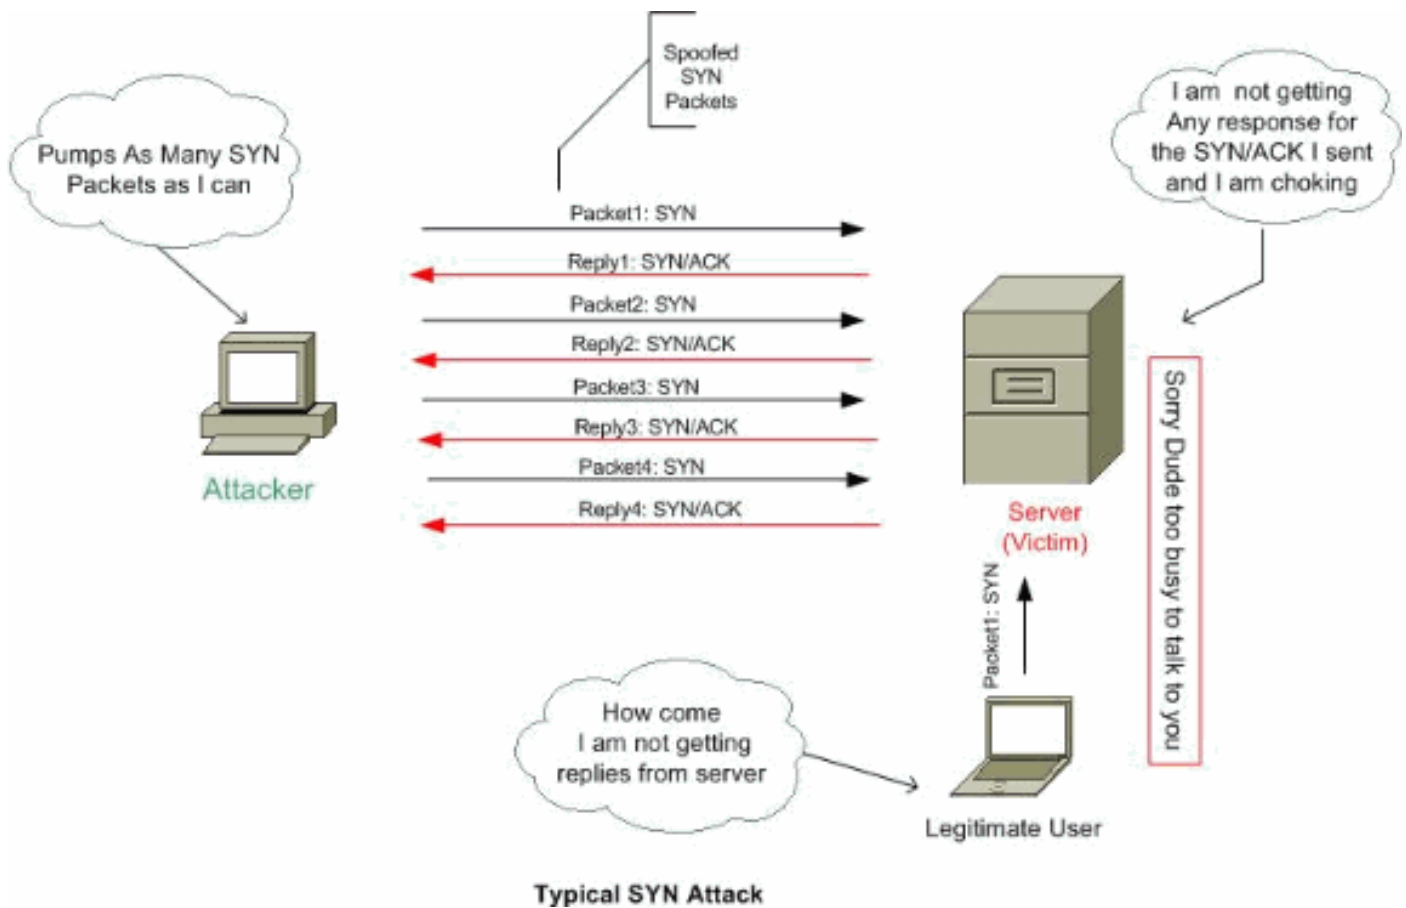 Spoofed
SYN
Packets
Pumps As Many SYN
Packets as I can
I am not getting
Any response for
the SYN/ACK I sent
and I am choking
Packet1: SYN
Reply1: SYN/ACK
Packet2: SYN
Reply2: SYN/ACK
Packet3: SYN
Reply3: SYN/ACK
Packet4: SYN
Reply4: SYN/ACK
Attacker
Server
(Victim)
Sorry Dude too busy to talk to you
Packet1: SYN
How come
I am not getting
replies from server
Legitimate User
Typical SYN Attack